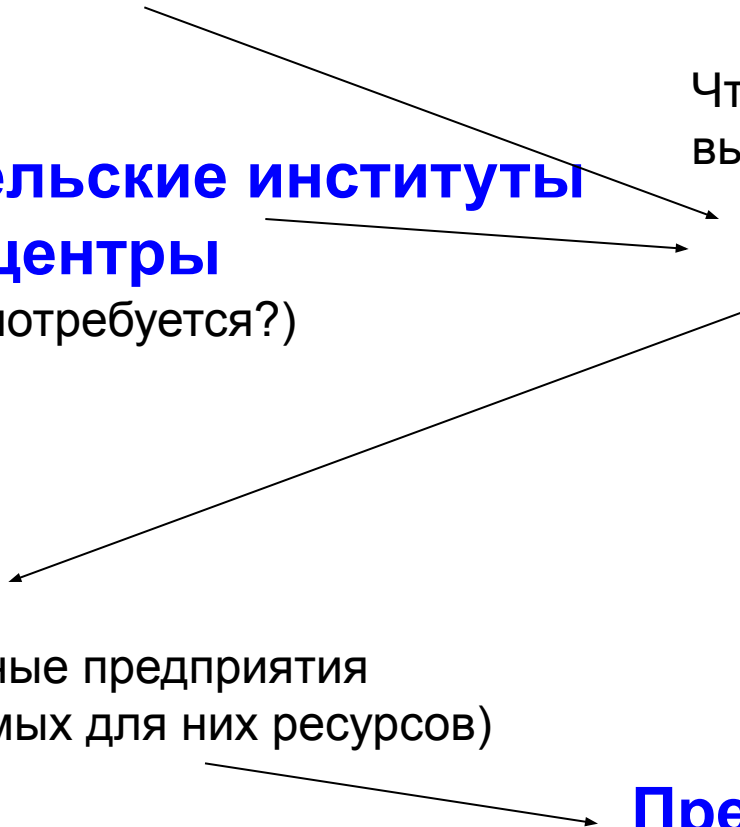 Чт
вы
ельские институты
центры
потребуется?)
ные предприятия
мых для них ресурсов)
Пре